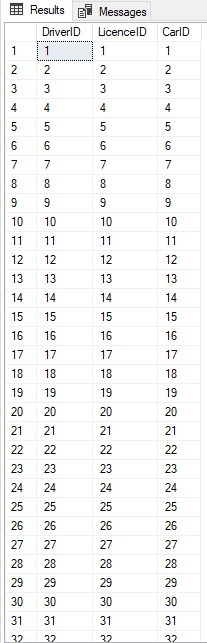 Results Messages
DriverID LicenceID CarID
1 1 1 1
2 2 2 2
3 3 3 3
4 4 4 4
5 5 5 5
6 6 6 6
7 7 7 7
8 8 8 8
9 9 9 9
10 10 10 10
11 11 11 11
12 12 12 12
13 13 13 13
14 14 14 14
15 15 15 15
16 16 16 16
17 17 17 17
18 18 18 18
19 19 19 19
20 20 20 20
21 21 21 21
22 22 22 22
23 23 23 23
24 24 24 24
25 25 25 25
26 26 26 26
27 27 27 27
28 28 28 28
29 29 29 29
30 30 30 30
31 31 31 31
32 32 32 32